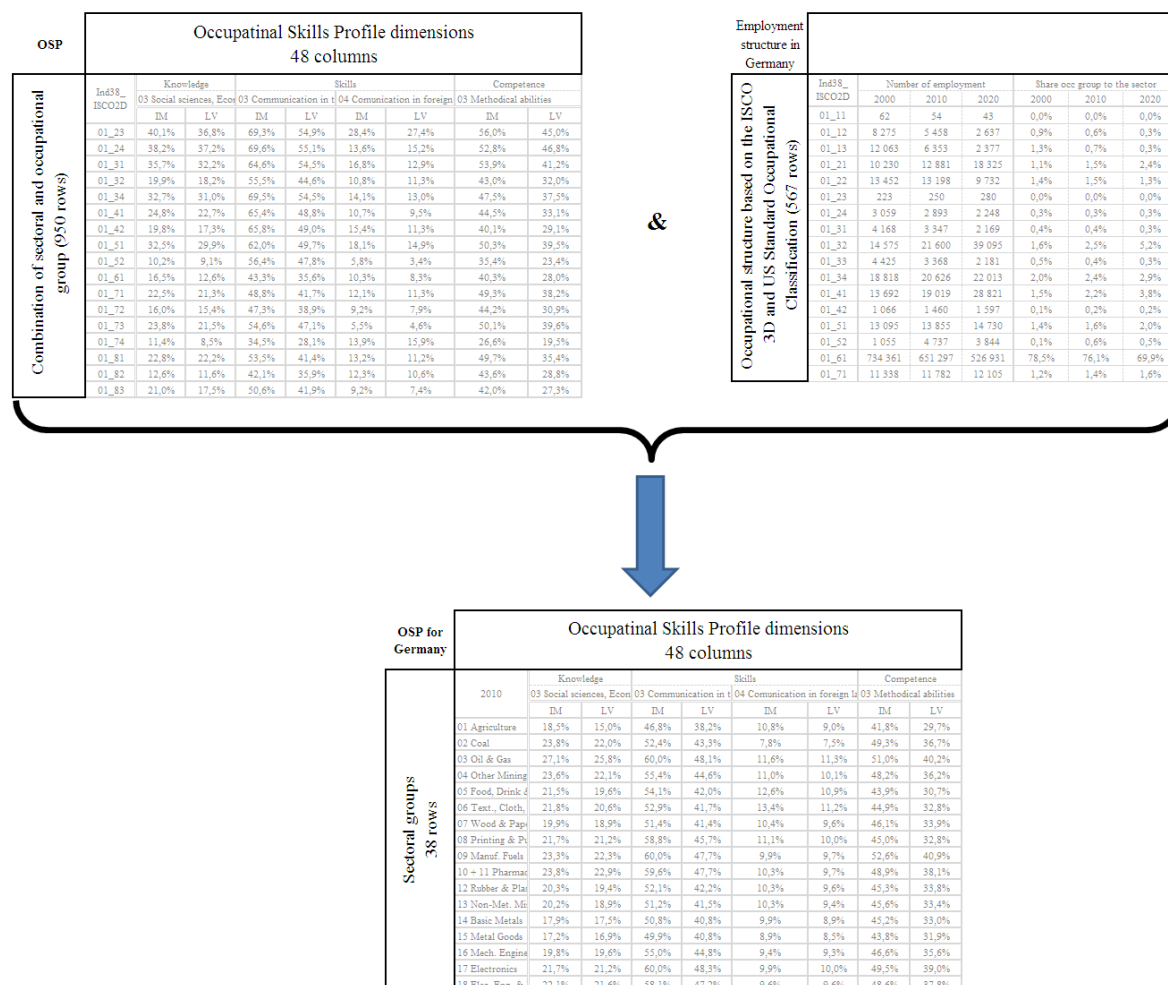 OSP
Occupatinal Skills Profile dimensions
48 columns
Combination of sectoral and occupational
group (950 rows)
Ind38_
ISCO2D
Knowledge Skills Competence
03 Social sciences, Econ 03 Communication in t 04 Comunication in foreign 03 Methodical abilities
IM LV IM LV IM LV IM LV
01_23 40,1% 36,8% 69,3% 54,9% 28,4% 27,4% 56,0% 45,0%
01_24 38,2% 37,2% 69,6% 55,1% 13,6% 15,2% 52,8% 46,8%
01_31 35,7% 32,2% 64,6% 54,5% 16,8% 12,9% 53,9% 41,2%
01_32 19,9% 18,2% 55,5% 44,6% 10,8% 11,3% 43,0% 32,0%
01_34 32,7% 31,0% 69,5% 54,5% 14,1% 13,0% 47,5% 37,5%
01_41 24,8% 22,7% 65,4% 48,8% 10,7% 9,5% 44,5% 33,1%
01_42 19,8% 17,3% 65,8% 49,0% 15,4% 11,3% 40,1% 29,1%
01_51 32,5% 29,9% 62,0% 49,7% 18,1% 14,9% 50,3% 39,5%
01_52 10,2% 9,1% 56,4% 47,8% 5,8% 3,4% 35,4% 23,4%
01_61 16,5% 12,6% 43,3% 35,6% 10,3% 8,3% 40,3% 28,0%
01_71 22,5% 21,3% 48,8% 41,7% 12,1% 11,3% 49,3% 38,2%
01_72 16,0% 15,4% 47,3% 38,9% 9,2% 7,9% 44,2% 30,9%
01_73 23,8% 21,5% 54,6% 47,1% 5,5% 4,6% 50,1% 39,6%
01_74 11,4% 8,5% 34,5% 28,1% 13,9% 15,9% 26,6% 19,5%
01_81 22,8% 22,2% 53,5% 41,4% 13,2% 11,2% 49,7% 35,4%
01_82 12,6% 11,6% 42,1% 35,9% 12,3% 10,6% 43,6% 28,8%
01_83 21,0% 17,5% 50,6% 41,9% 9,2% 7,4% 42,0% 27,3%
&
Employment
structure in
Germany
Occupational structure based on the ISCO
3D and US Standard Occupational
Classification (567 rows)
Ind38_
ISCO2D
Number of employment Share occ group to the sector
2000 2010 2020 2000 2010 2020
01_11 62 54 43 0,0% 0,0% 0,0%
01_12 8 275 5 458 2 637 0,9% 0,6% 0,3%
01_13 12 063 6 353 2 377 1,3% 0,7% 0,3%
01_21 10 230 12 881 18 325 1,1% 1,5% 2,4%
01_22 13 452 13 198 9 732 1,4% 1,5% 1,3%
01_23 223 250 280 0,0% 0,0% 0,0%
01_24 3 059 2 893 2 248 0,3% 0,3% 0,3%
01_31 4 168 3 347 2 169 0,4% 0,4% 0,3%
01_32 14 575 21 600 39 095 1,6% 2,5% 5,2%
01_33 4 425 3 368 2 181 0,5% 0,4% 0,3%
01_34 18 818 20 626 22 013 2,0% 2,4% 2,9%
01_41 13 692 19 019 28 821 1,5% 2,2% 3,8%
01_42 1 066 1 460 1 597 0,1% 0,2% 0,2%
01_51 13 095 13 855 14 730 1,4% 1,6% 2,0%
01_52 1 055 4 737 3 844 0,1% 0,6% 0,5%
01_61 734 361 651 297 526 931 78,5% 76,1% 69,9%
01_71 11 338 11 782 12 105 1,2% 1,4% 1,6%
OSP for
Germany
Occupatinal Skills Profile dimensions
48 columns
Sectoral groups
38 rows
2010
Knowledge Skills Competence
03 Social sciences, Econ 03 Communication in t 04 Comunication in foreign la 03 Methodical abilities
IM LV IM LV IM LV IM LV
01 Agriculture 18,5% 15,0% 46,8% 38,2% 10,8% 9,0% 41,8% 29,7%
02 Coal 23,8% 22,0% 52,4% 43,3% 7,8% 7,5% 49,3% 36,7%
03 Oil & Gas 27,1% 25,8% 60,0% 48,1% 11,6% 11,3% 51,0% 40,2%
04 Other Mining 23,6% 22,1% 55,4% 44,6% 11,0% 10,1% 48,2% 36,2%
05 Food, Drink & 21,5% 19,6% 54,1% 42,0% 12,6% 10,9% 43,9% 30,7%
06 Text., Cloth, 21,8% 20,6% 52,9% 41,7% 13,4% 11,2% 44,9% 32,8%
07 Wood & Pape 19,9% 18,9% 51,4% 41,4% 10,4% 9,6% 46,1% 33,9%
08 Printing & Pu 21,7% 21,2% 58,8% 45,7% 11,1% 10,0% 45,0% 32,8%
09 Manuf. Fuels 23,3% 22,3% 60,0% 47,7% 9,9% 9,7% 52,6% 40,9%
10 + 11 Pharmac 23,8% 22,9% 59,6% 47,7% 10,3% 9,7% 48,9% 38,1%
12 Rubber & Plas 20,3% 19,4% 52,1% 42,2% 10,3% 9,6% 45,3% 33,8%
13 Non-Met. Mi 20,2% 18,9% 51,2% 41,5% 10,3% 9,4% 45,6% 33,4%
14 Basic Metals 17,9% 17,5% 50,8% 40,8% 9,9% 8,9% 45,2% 33,0%
15 Metal Goods 17,2% 16,9% 49,9% 40,8% 8,9% 8,5% 43,8% 31,9%
16 Mech. Engine 19,8% 19,6% 55,0% 44,8% 9,4% 9,3% 46,6% 35,6%
17 Electronics 21,7% 21,2% 60,0% 48,3% 9,9% 10,0% 49,5% 39,0%
18 Elec. Eng. & 22,1% 21,6% 58,1% 47,2% 9,6% 9,6% 48,6% 37,8%